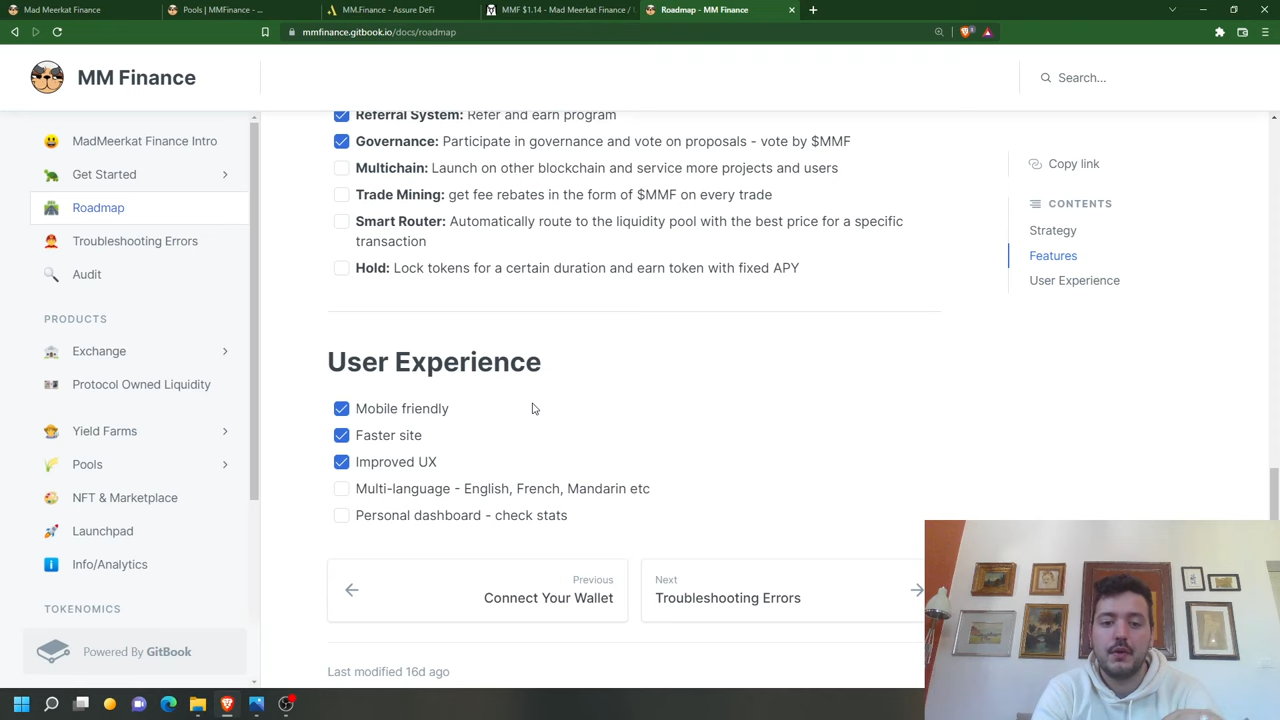 Mad Meerkat Finance
Pools | MMFinance - ...
MM.Finance - Assure DeFi
MMF $1.14 - Mad Meerkat Finance /
Roadmap - MM Finance
mmfinance.gitbook.io/docs/roadmap
MM Finance
Search...
MadMeerkat Finance Intro
Get Started
Roadmap
Troubleshooting Errors
Audit
PRODUCTS
Exchange
Protocol Owned Liquidity
Yield Farms
Pools
NFT & Marketplace
Launchpad
Info/Analytics
TOKENOMICS
Powered By GitBook
Referral System: Refer and earn program
Governance: Participate in governance and vote on proposals - vote by $MMF
Multichain: Launch on other blockchain and service more projects and users
Trade Mining: get fee rebates in the form of $MMF on every trade
Smart Router: Automatically route to the liquidity pool with the best price for a specific
transaction
Hold: Lock tokens for a certain duration and earn token with fixed APY
User Experience
Mobile friendly
Faster site
Improved UX
Multi-language - English, French, Mandarin etc
Personal dashboard - check stats
Previous
Connect Your Wallet
Next
Troubleshooting Errors
Last modified 16d ago
Copy link
CONTENTS
Strategy
Features
User Experience